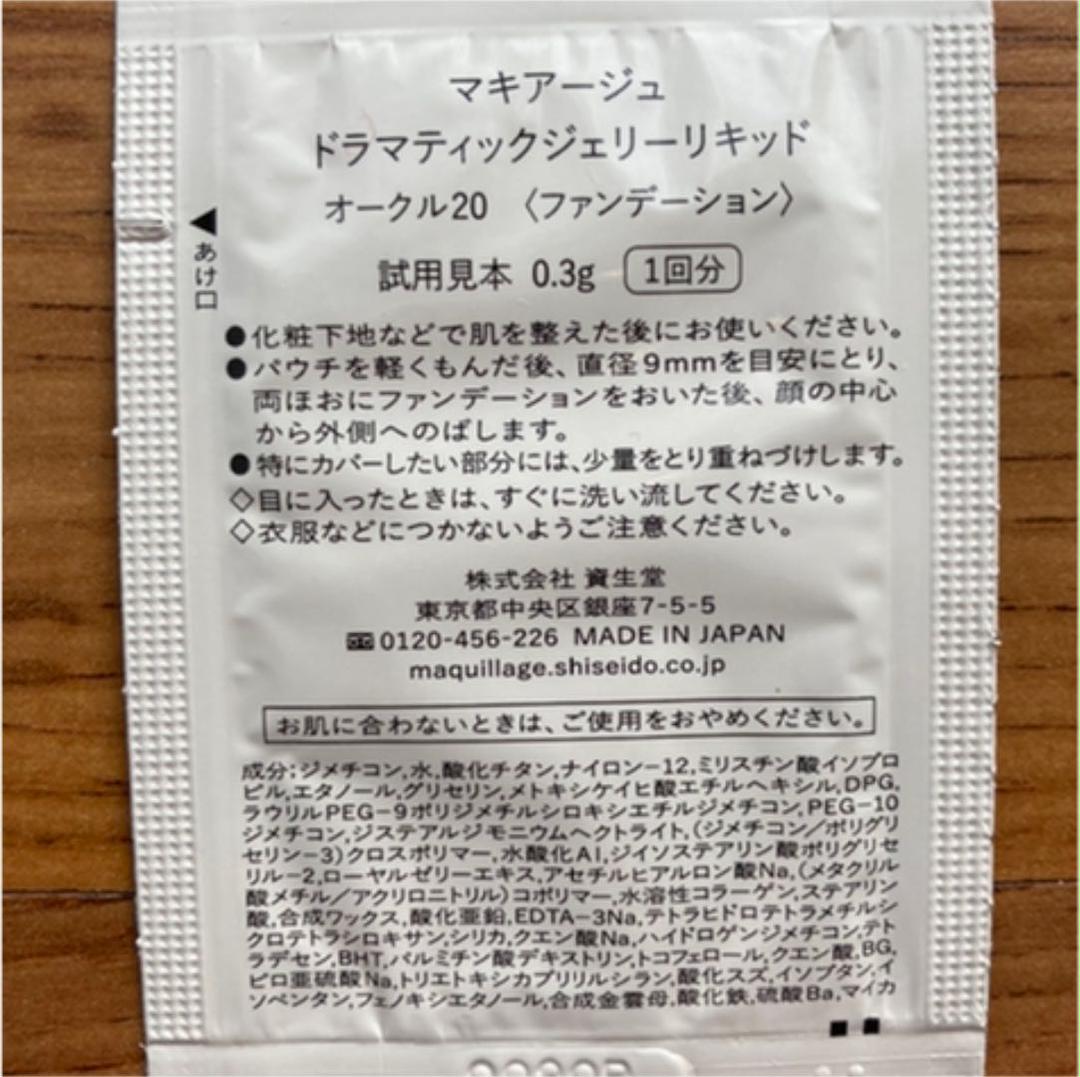 マキアージュ
ドラマティックジェリーリキッド
オークル20 〈ファンデーション〉
◀あけ口
試用見本 0.3g 1回分
●化粧下地などで肌を整えた後にお使いください。
●パウチを軽くもんだ後、直径9mmを目安にとり、
両ほおにファンデーションをおいた後、顔の中心
から外側へのばします。
●特にカバーしたい部分には、少量をとり重ねづけします。
◇目に入ったときは、すぐに洗い流してください。
◇衣服などにつかないようご注意ください。
株式会社 資生堂
東京都中央区銀座7-5-5
0120-456-226 MADE IN JAPAN
maquillage.shiseido.co.jp
お肌に合わないときは、ご使用をおやめください。
成分:ジメチコン,水,酸化チタン,ナイロン-12,ミリスチン酸イソプロ
ピル,エタノール,グリセリン,メトキシケイヒ酸エチルヘキシル,DPG,
ラウリルPEG-9ポリジメチルシロキシエチルジメチコン,PEG-10
ジメチコン,ジステアルジモニウムヘクトライト,(ジメチコン/ポリグリ
セリン-3)クロスポリマー,水酸化Al,ジイソステアリン酸ポリグリセ
リル-2,ローヤルゼリーエキス,アセチルヒアルロン酸Na,(メタクリル
酸メチル/アクリロニトリル)コポリマー,水溶性コラーゲン,ステアリン
酸,合成ワックス,酸化亜鉛,EDTA-3Na,テトラヒドロテトラメチルシ
クロテトラシロキサン,シリカ,クエン酸Na,ハイドロゲンジメチコン,テト
ラデセン,BHT,パルミチン酸デキストリン,トコフェロール,クエン酸,BG,
ピロ亜硫酸Na,トリエトキシカプリリルシラン,酸化スズ,イソブタン,イ
ソペンタン,フェノキシエタノール,合成金雲母,酸化鉄,硫酸Ba,マイカ